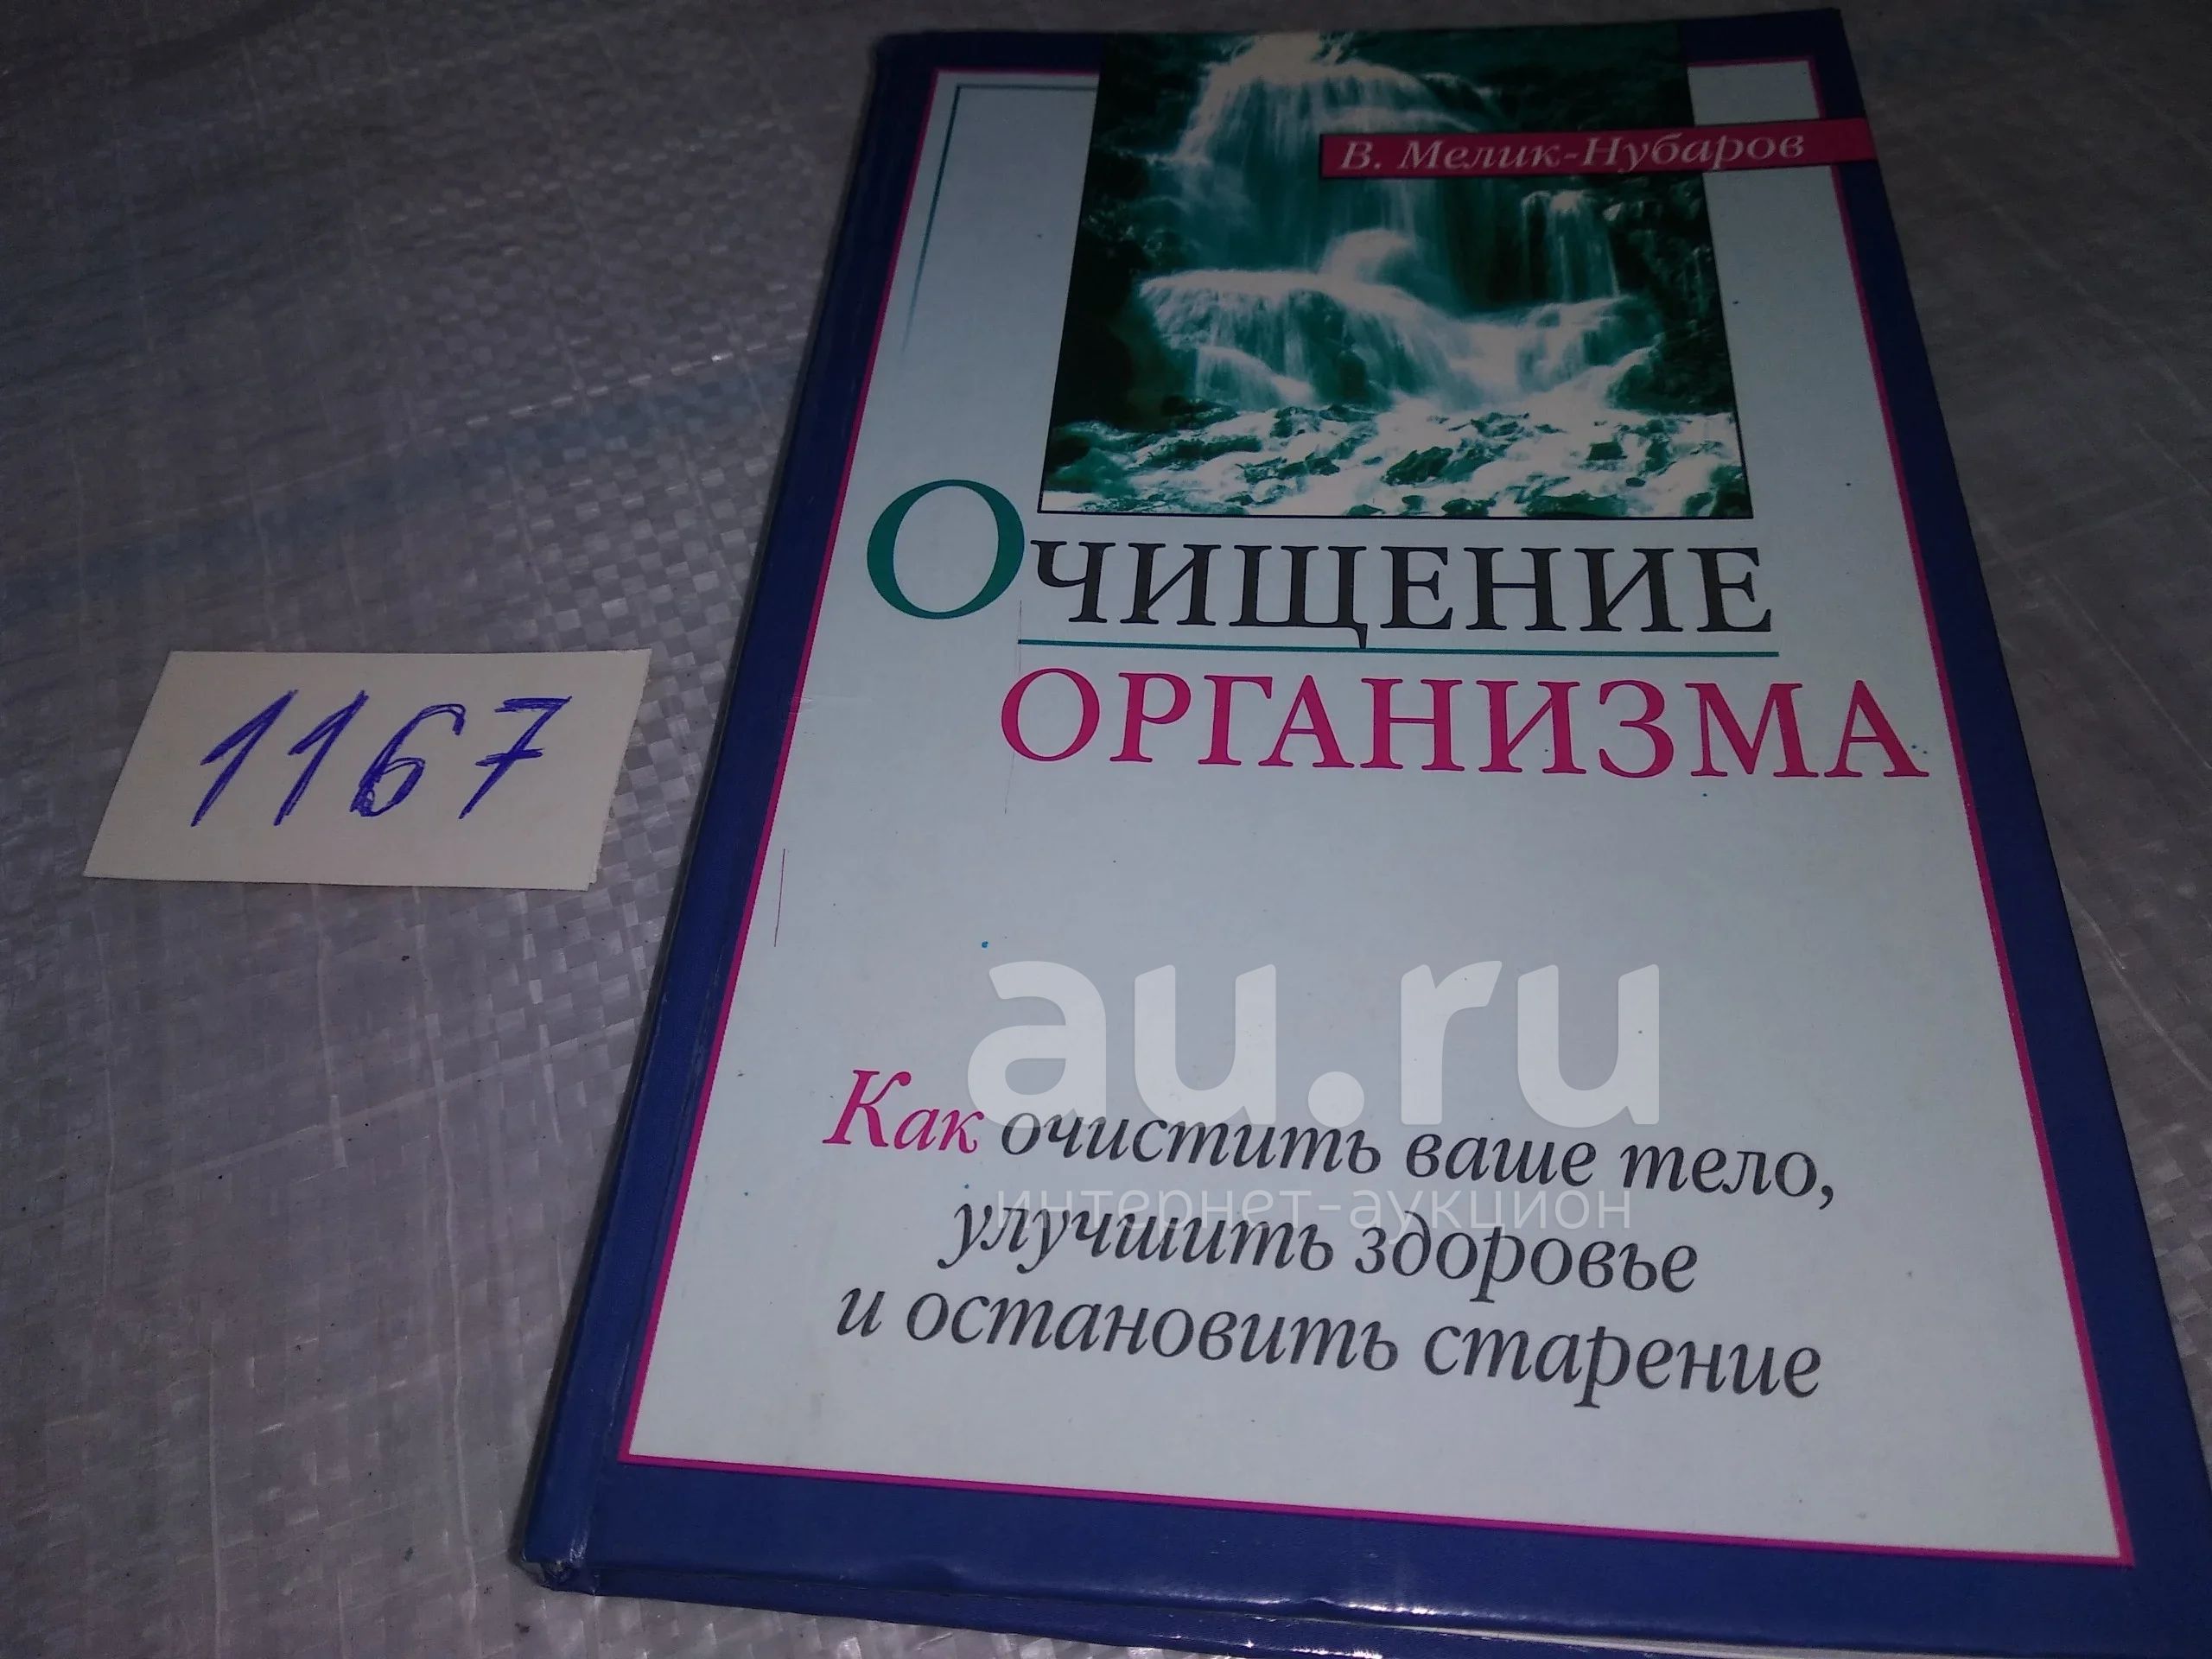 В. Мелик-Нубаров
ОЧИЩЕНИЕ
ОРГАНИЗМА
1167
au.ru
Как очистить ваше тело,
интернет-аукцион
улучшить здоровье
и остановить старение